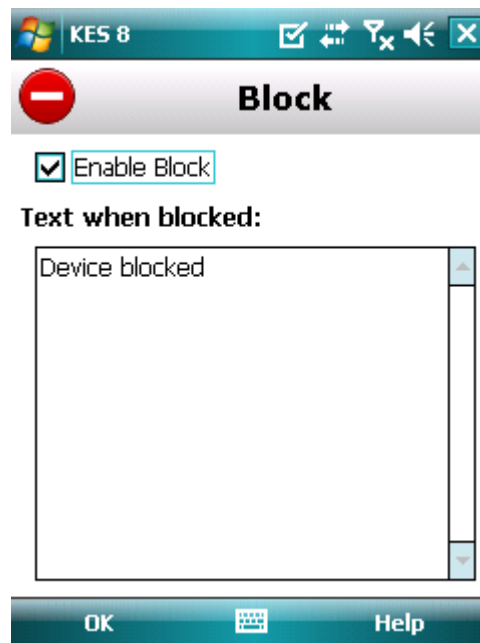 KES 8
Block
Enable Block
Text when blocked:
Device blocked
OK
Help